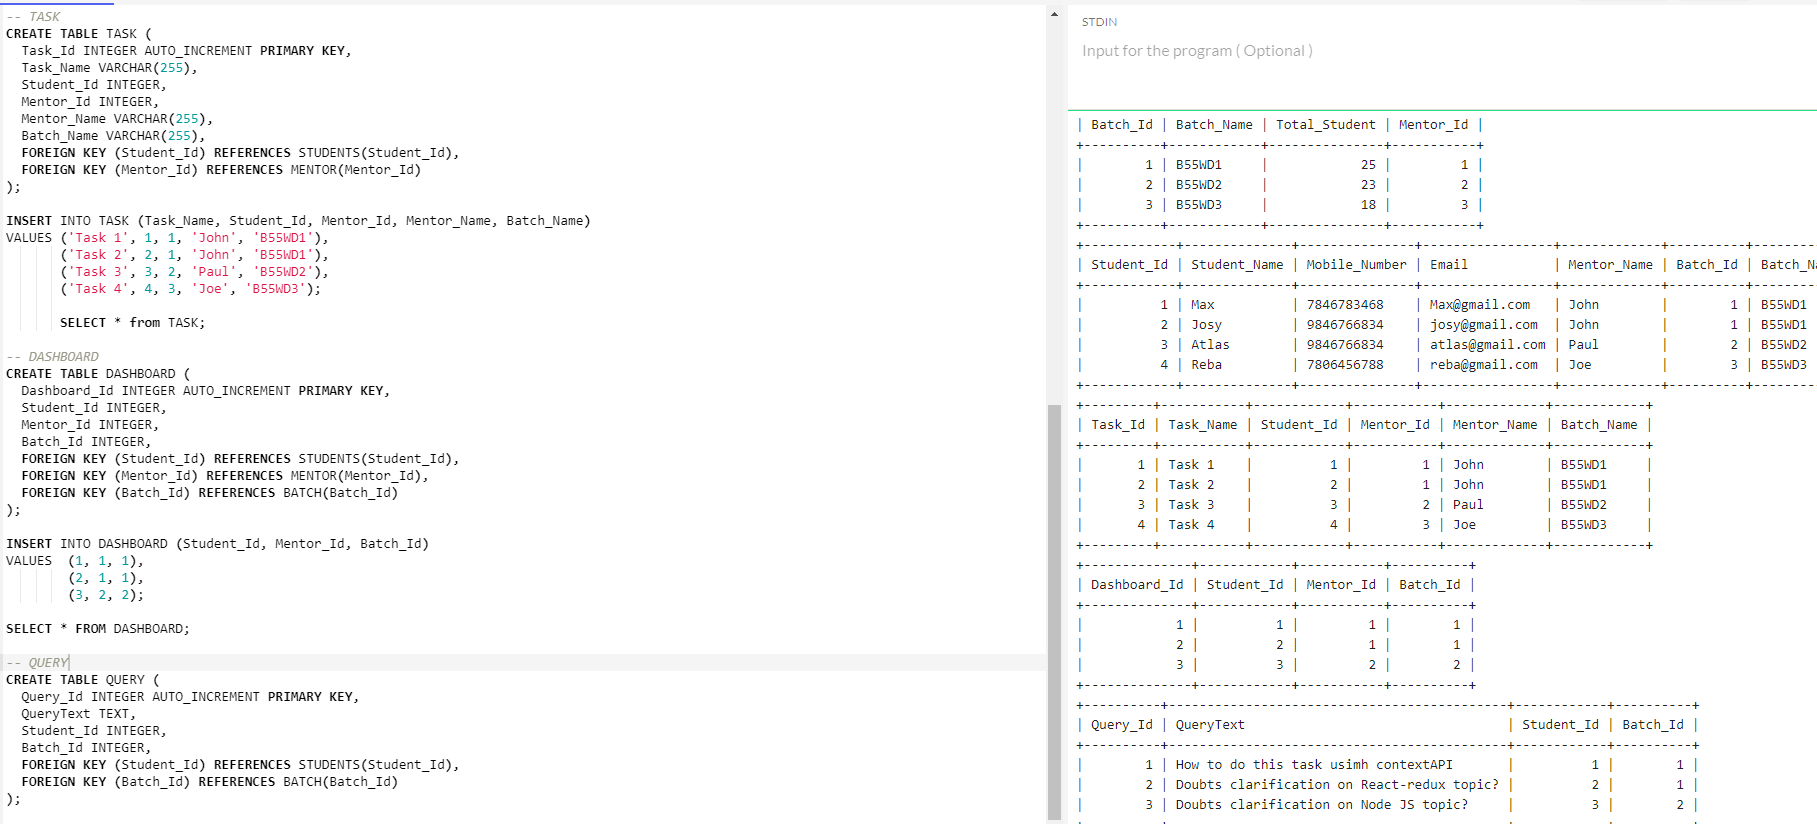 -- TASK
CREATE TABLE TASK (
  Task_Id INTEGER AUTO_INCREMENT PRIMARY KEY,
  Task_Name VARCHAR(255),
  Student_Id INTEGER,
  Mentor_Id INTEGER,
  Mentor_Name VARCHAR(255),
  Batch_Name VARCHAR(255),
  FOREIGN KEY (Student_Id) REFERENCES STUDENTS(Student_Id),
  FOREIGN KEY (Mentor_Id) REFERENCES MENTOR(Mentor_Id)
);
INSERT INTO TASK (Task_Name, Student_Id, Mentor_Id, Mentor_Name, Batch_Name)
VALUES ('Task 1', 1, 1, 'John', 'B55WD1'),
       ('Task 2', 2, 1, 'John', 'B55WD1'),
       ('Task 3', 3, 2, 'Paul', 'B55WD2'),
       ('Task 4', 4, 3, 'Joe', 'B55WD3');
       SELECT * from TASK;
-- DASHBOARD
CREATE TABLE DASHBOARD (
  Dashboard_Id INTEGER AUTO_INCREMENT PRIMARY KEY,
  Student_Id INTEGER,
  Mentor_Id INTEGER,
  Batch_Id INTEGER,
  FOREIGN KEY (Student_Id) REFERENCES STUDENTS(Student_Id),
  FOREIGN KEY (Mentor_Id) REFERENCES MENTOR(Mentor_Id),
  FOREIGN KEY (Batch_Id) REFERENCES BATCH(Batch_Id)
);
INSERT INTO DASHBOARD (Student_Id, Mentor_Id, Batch_Id)
VALUES  (1, 1, 1),
        (2, 1, 1),
        (3, 2, 2);
SELECT * FROM DASHBOARD;
-- QUERY
CREATE TABLE QUERY (
  Query_Id INTEGER AUTO_INCREMENT PRIMARY KEY,
  QueryText TEXT,
  Student_Id INTEGER,
  Batch_Id INTEGER,
  FOREIGN KEY (Student_Id) REFERENCES STUDENTS(Student_Id),
  FOREIGN KEY (Batch_Id) REFERENCES BATCH(Batch_Id)
);
STDIN
Input for the program ( Optional )
| Batch_Id | Batch_Name | Total_Student | Mentor_Id |
+----------+------------+---------------+-----------+
|        1 | B55WD1     |            25 |         1 |
|        2 | B55WD2     |            23 |         2 |
|        3 | B55WD3     |            18 |         3 |
+----------+------------+---------------+-----------+
+------------+--------------+---------------+-----------------+-------------+----------+--------
| Student_Id | Student_Name | Mobile_Number | Email           | Mentor_Name | Batch_Id | Batch_Na
+------------+--------------+---------------+-----------------+-------------+----------+--------
|          1 | Max          | 7846783468    | Max@gmail.com   | John        |        1 | B55WD1
|          2 | Josy         | 9846766834    | josy@gmail.com  | John        |        1 | B55WD1
|          3 | Atlas        | 9846766834    | atlas@gmail.com | Paul        |        2 | B55WD2
|          4 | Reba         | 7806456788    | reba@gmail.com  | Joe         |        3 | B55WD3
+------------+--------------+---------------+-----------------+-------------+----------+--------
+---------+-----------+------------+-----------+-------------+------------+
| Task_Id | Task_Name | Student_Id | Mentor_Id | Mentor_Name | Batch_Name |
+---------+-----------+------------+-----------+-------------+------------+
|       1 | Task 1    |          1 |         1 | John        | B55WD1     |
|       2 | Task 2    |          2 |         1 | John        | B55WD1     |
|       3 | Task 3    |          3 |         2 | Paul        | B55WD2     |
|       4 | Task 4    |          4 |         3 | Joe         | B55WD3     |
+---------+-----------+------------+-----------+-------------+------------+
+--------------+------------+-----------+----------+
| Dashboard_Id | Student_Id | Mentor_Id | Batch_Id |
+--------------+------------+-----------+----------+
|            1 |          1 |         1 |        1 |
|            2 |          2 |         1 |        1 |
|            3 |          3 |         2 |        2 |
+--------------+------------+-----------+----------+
+----------+--------------------------------------------+------------+----------+
| Query_Id | QueryText                                  | Student_Id | Batch_Id |
+----------+--------------------------------------------+------------+----------+
|        1 | How to do this task usimh contextAPI       |          1 |        1 |
|        2 | Doubts clarification on React-redux topic? |          2 |        1 |
|        3 | Doubts clarification on Node JS topic?     |          3 |        2 |